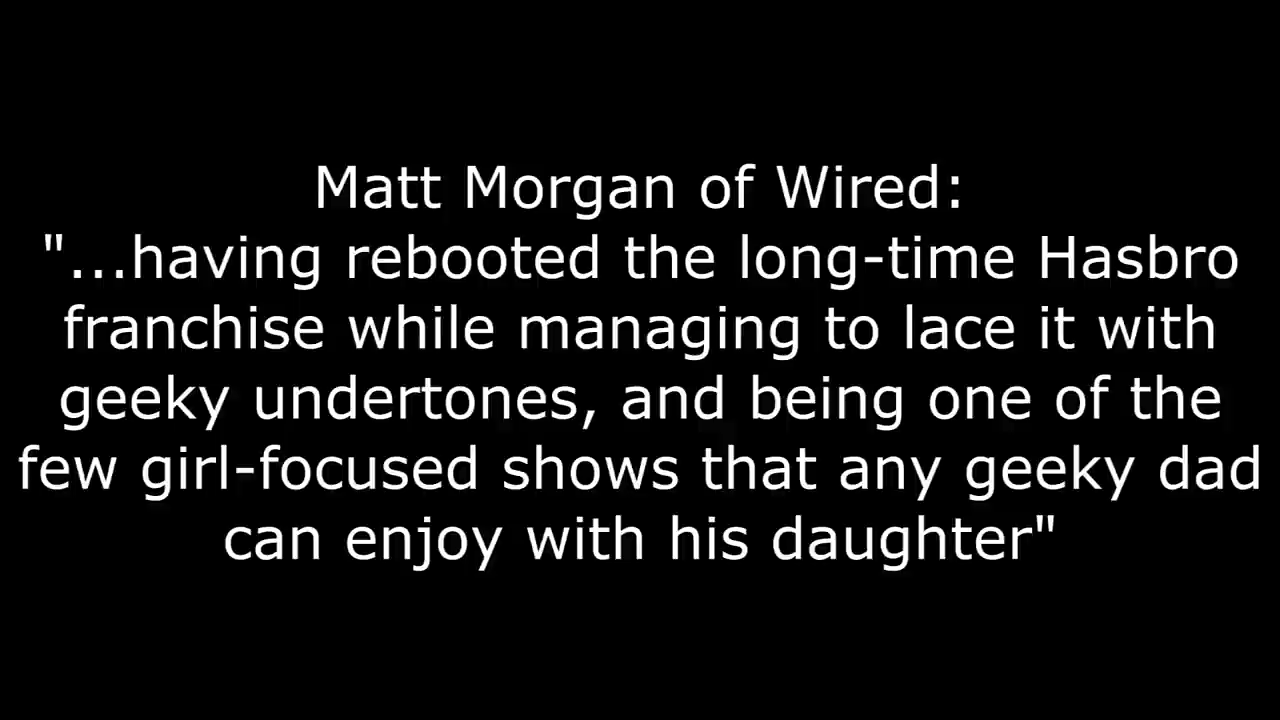 Matt Morgan of Wired:
"...having rebooted the long-time Hasbro
franchise while managing to lace it with
geeky undertones, and being one of the
few girl-focused shows that any geeky dad
can enjoy with his daughter"